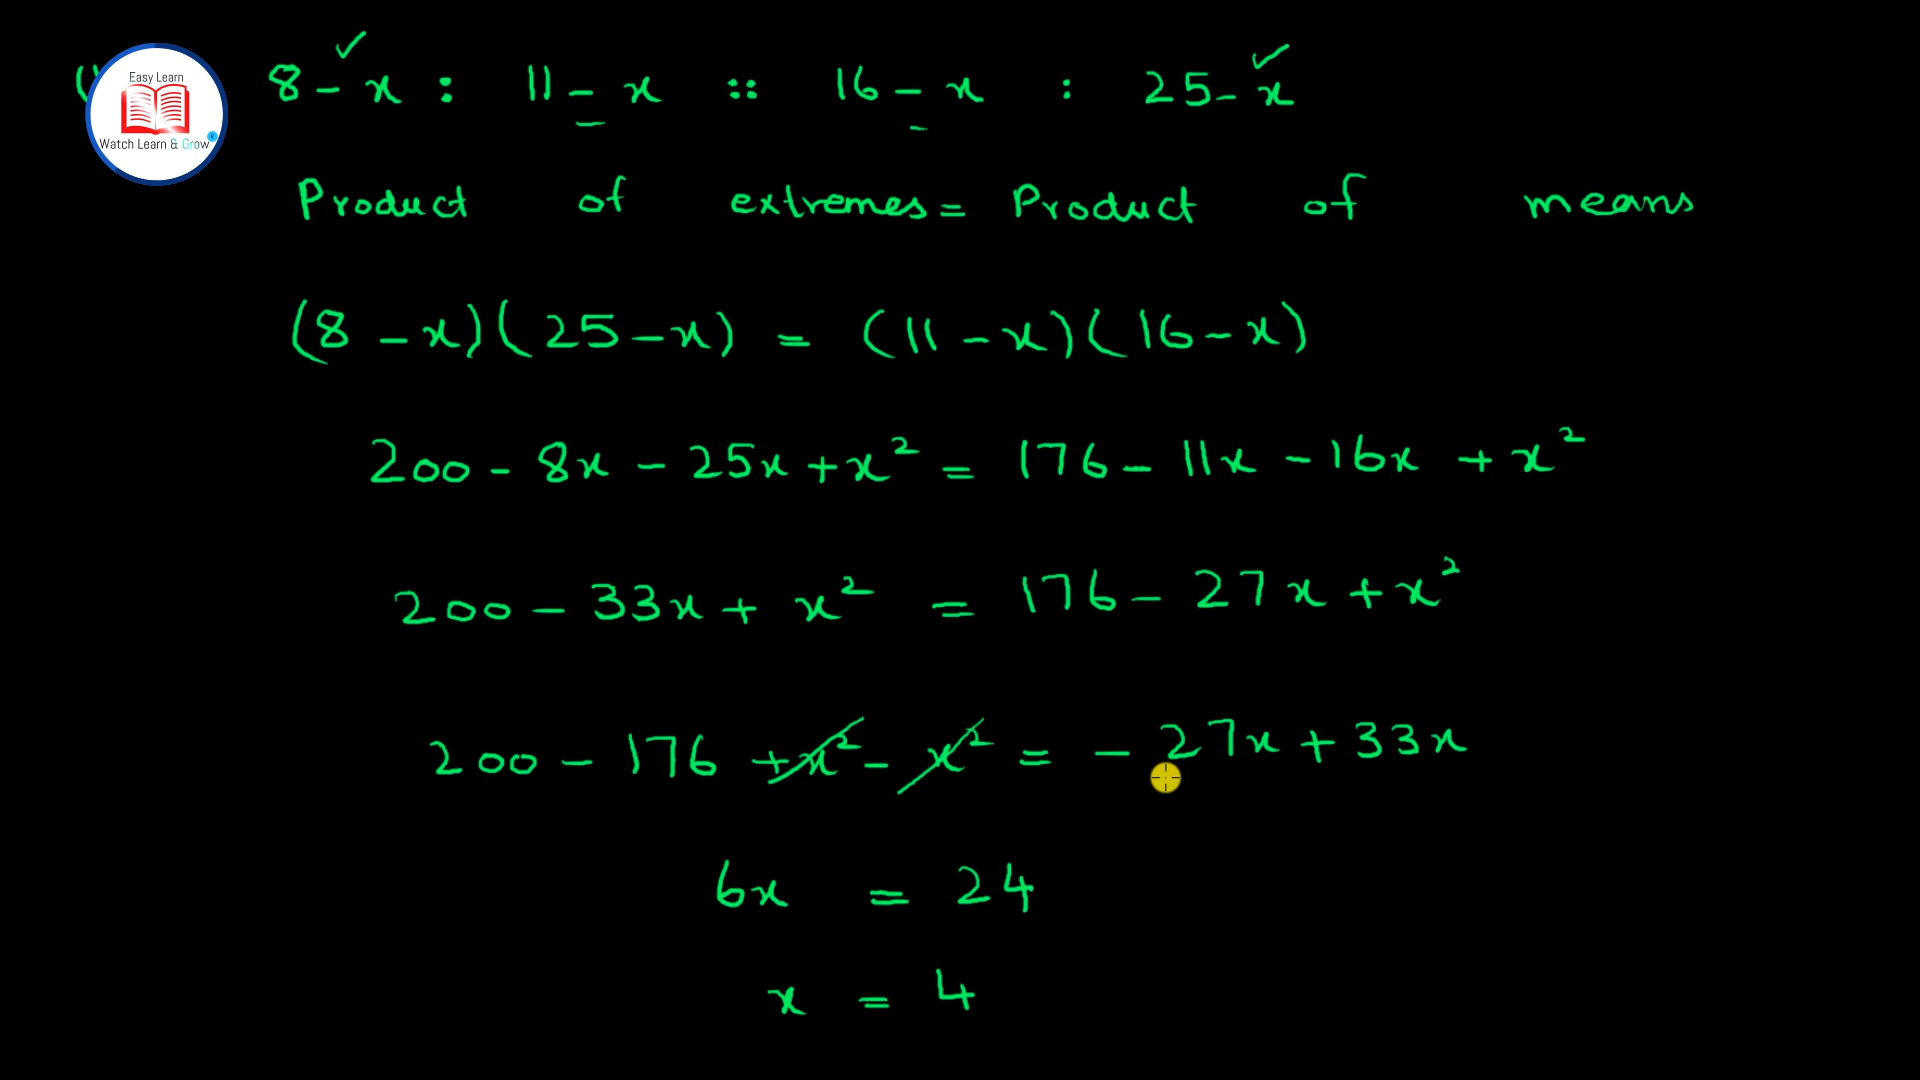 Easy Learn
Watch Learn & Grow
8 - x : 11 - x :: 16 - x : 25 - x
Product of extremes = Product of means
(8 - x)(25 - x) = (11 - x)(16 - x)
200 - 8x - 25x + x² = 176 - 11x - 16x + x²
200 - 33x + x² = 176 - 27x + x²
200 - 176 + x² - x² = - 27x + 33x
6x = 24
x = 4